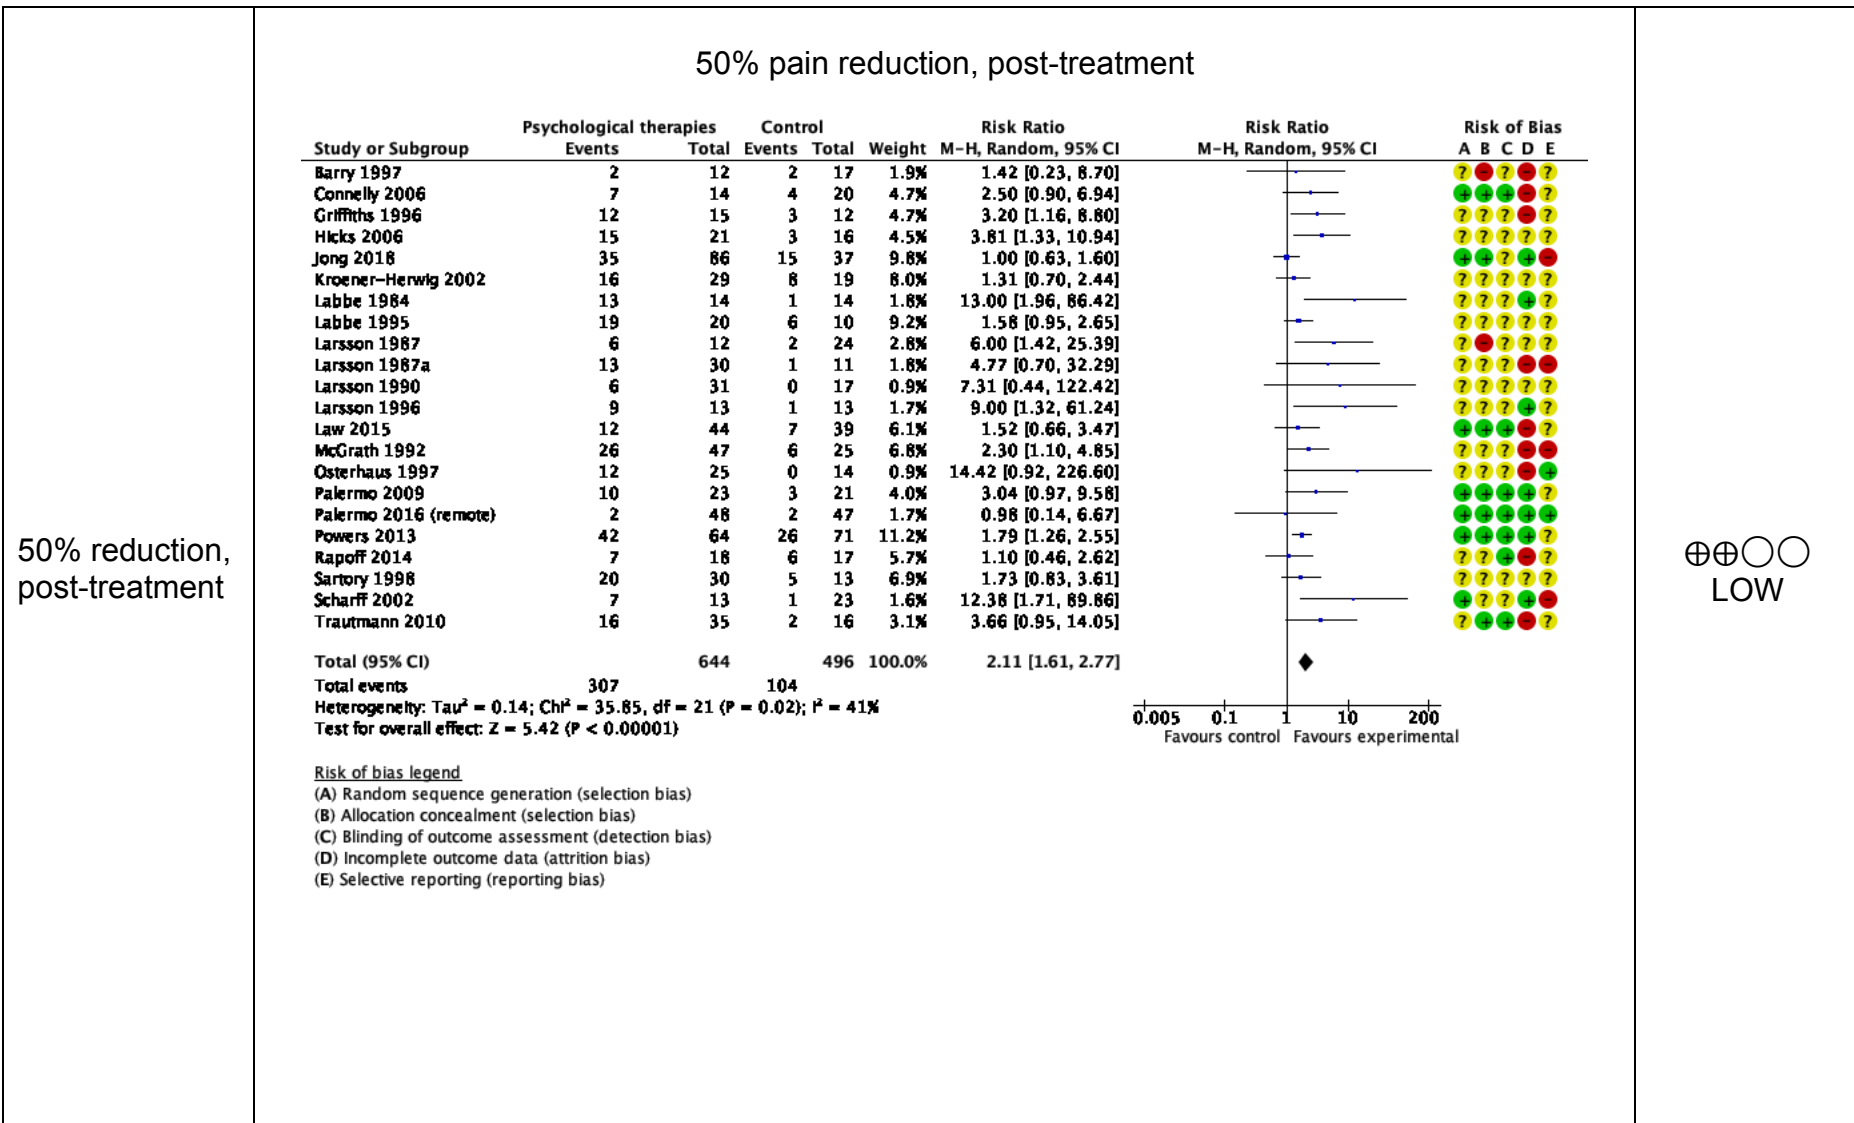 50% pain reduction, post-treatment
Psychological therapies Control Risk Ratio Risk Ratio Risk of Bias
Study or Subgroup Events Total Events Total Weight M-H, Random, 95% CI M-H, Random, 95% CI A B C D E
Barry 1997 2 12 2 17 1.9% 1.42 [0.23, 8.70] ? - ? - ?
Connelly 2006 7 14 4 20 4.7% 2.50 [0.90, 6.94] + + + - ?
Griffiths 1996 12 15 3 12 4.7% 3.20 [1.16, 8.80] ? ? ? - ?
Hicks 2006 15 21 3 16 4.5% 3.81 [1.33, 10.94] ? ? ? ? ?
Jong 2018 35 86 15 37 9.8% 1.00 [0.63, 1.60] + + ? + -
Kroener-Herwig 2002 16 29 8 19 8.0% 1.31 [0.70, 2.44] ? ? ? ? ?
Labbe 1984 13 14 1 14 1.8% 13.00 [1.96, 86.42] ? ? ? + ?
Labbe 1995 19 20 6 10 9.2% 1.58 [0.95, 2.65] ? ? ? ? ?
Larsson 1987 6 12 2 24 2.8% 6.00 [1.42, 25.39] ? - ? ? ?
Larsson 1987a 13 30 1 11 1.8% 4.77 [0.70, 32.29] ? ? ? - -
Larsson 1990 6 31 0 17 0.9% 7.31 [0.44, 122.42] ? ? ? ? ?
Larsson 1996 9 13 1 13 1.7% 9.00 [1.32, 61.24] ? ? ? + ?
Law 2015 12 44 7 39 6.1% 1.52 [0.66, 3.47] + + + - ?
McGrath 1992 26 47 6 25 6.8% 2.30 [1.10, 4.85] ? ? ? - -
Osterhaus 1997 12 25 0 14 0.9% 14.42 [0.92, 226.60] ? ? ? - +
Palermo 2009 10 23 3 21 4.0% 3.04 [0.97, 9.58] + + + + ?
Palermo 2016 (remote) 2 48 2 47 1.7% 0.98 [0.14, 6.67] + + + + +
Powers 2013 42 64 26 71 11.2% 1.79 [1.26, 2.55] + + + + ?
Rapoff 2014 7 18 6 17 5.7% 1.10 [0.46, 2.62] ? ? + - ?
Sartory 1998 20 30 5 13 6.9% 1.73 [0.83, 3.61] ? ? ? ? ?
Scharff 2002 7 13 1 23 1.6% 12.38 [1.71, 89.86] + ? ? + -
Trautmann 2010 16 35 2 16 3.1% 3.66 [0.95, 14.05] ? + + - ?
Total (95% CI) 644 496 100.0% 2.11 [1.61, 2.77]
Total events 307 104
Heterogeneity: Tau² = 0.14; Chi² = 35.85, df = 21 (P = 0.02); I² = 41%
Test for overall effect: Z = 5.42 (P < 0.00001)
0.005 0.1 1 10 200
Favours control Favours experimental
Risk of bias legend
(A) Random sequence generation (selection bias)
(B) Allocation concealment (selection bias)
(C) Blinding of outcome assessment (detection bias)
(D) Incomplete outcome data (attrition bias)
(E) Selective reporting (reporting bias)
50% reduction,
post-treatment
⊕⊕◯◯
LOW